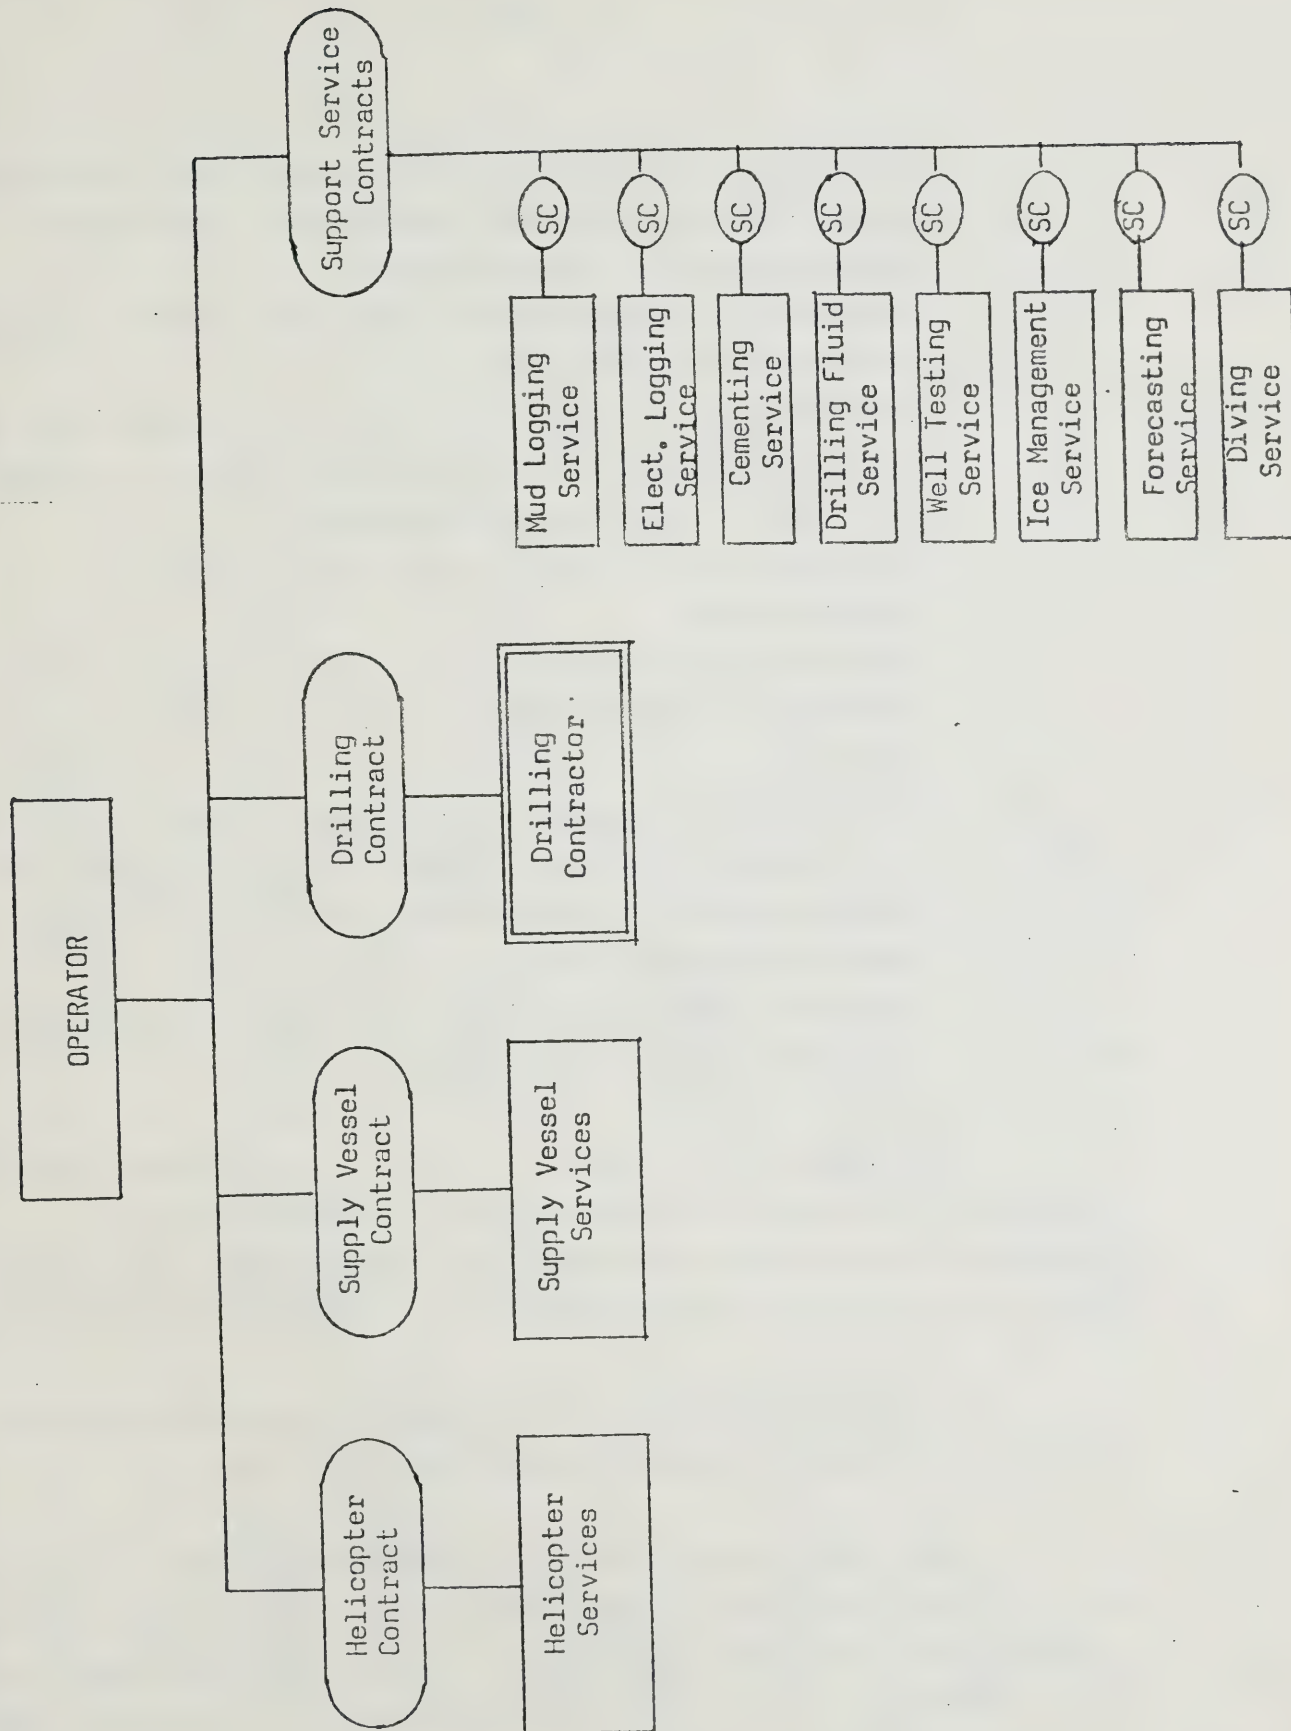 OPERATOR
Helicopter
Contract
Supply Vessel
Contract
Drilling
Contract
Support Service
Contracts
Helicopter
Services
Supply Vessel
Services
Drilling
Contractor
Mud Logging
Service
SC
Elect. Logging
Service
SC
Cementing
Service
SC
Drilling Fluid
Service
SC
Well Testing
Service
SC
Ice Management
Service
SC
Forecasting
Service
SC
Diving
Service
SC